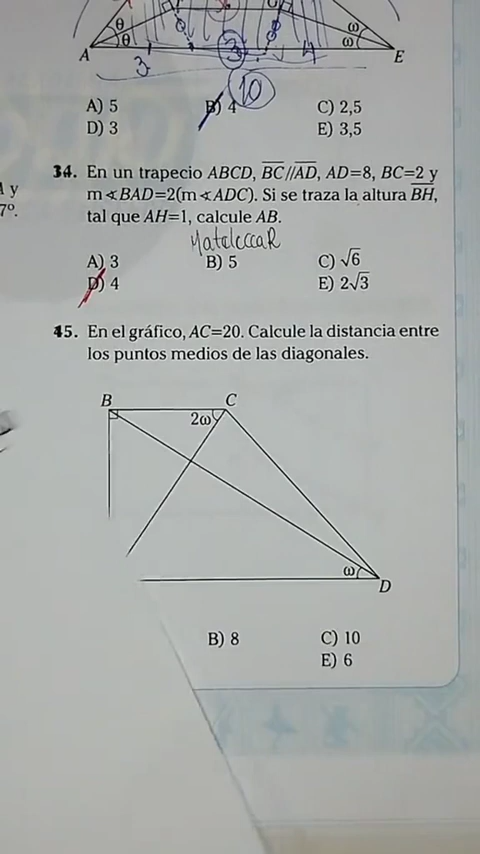 θ
θ
ω
ω
A
3
3
4
E
10
A) 5
B) 4
C) 2,5
D) 3
E) 3,5
y
7º.
34. En un trapecio ABCD, BC//AD, AD=8, BC=2 y
m∢BAD=2(m∢ADC). Si se traza la altura BH,
tal que AH=1, calcule AB.
A) 3
B) 5
C) √6
D) 4
E) 2√3
45. En el gráfico, AC=20. Calcule la distancia entre
los puntos medios de las diagonales.
B
C
2ω
ω
D
B) 8
C) 10
E) 6